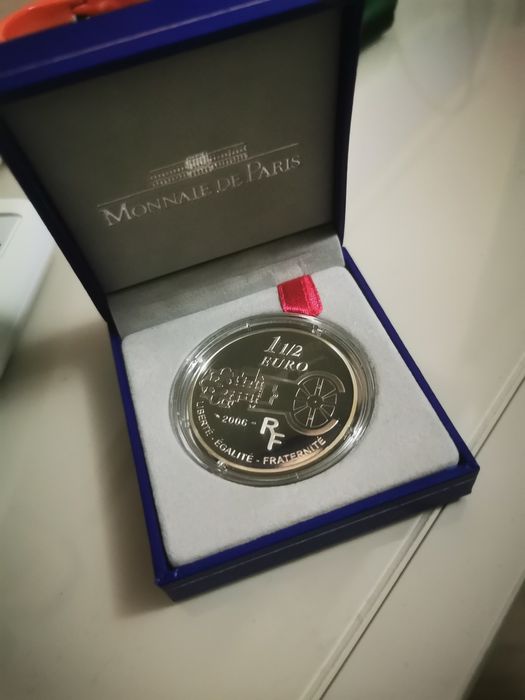 MONNAIE DE PARIS
1 1/2
EURO
2006
RF
LIBERTÉ - ÉGALITÉ - FRATERNITÉ